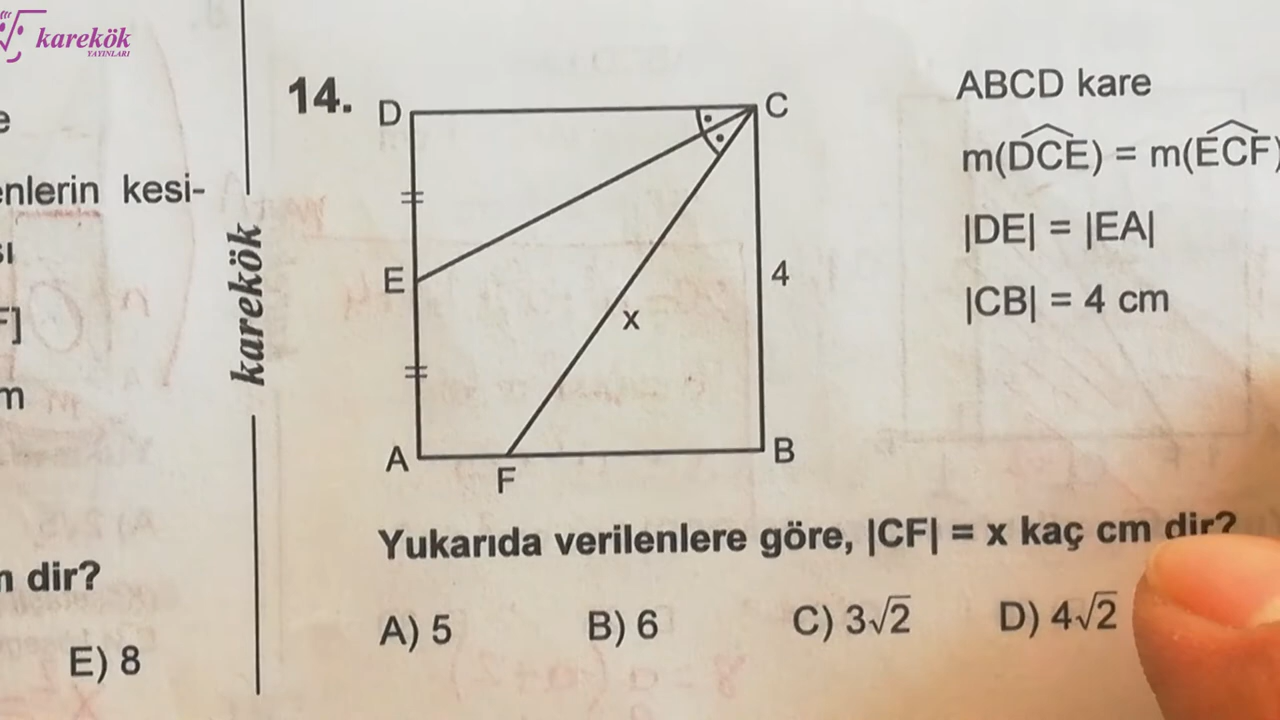 karekök
YAYINLARI
e
enlerin kesi-
sı
F]
m
m dir?
E) 8
karekök
14.
D
C
E
4
x
A
B
F
ABCD kare
m(DCE) = m(ECF)
|DE| = |EA|
|CB| = 4 cm
Yukarıda verilenlere göre, |CF| = x kaç cm dir?
A) 5 B) 6 C) 3√2 D) 4√2